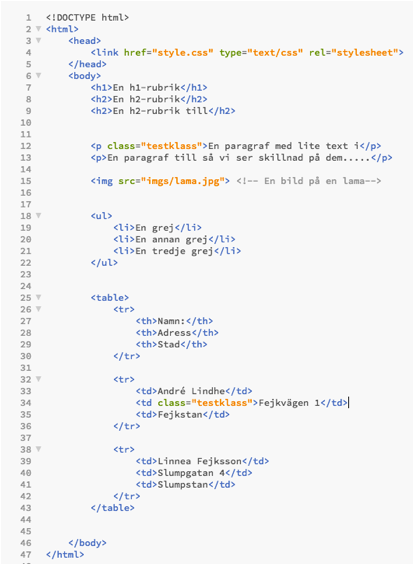 1 <!DOCTYPE html>
2 <html>
3 <head>
4 <link href="style.css" type="text/css" rel="stylesheet">
5 </head>
6 <body>
7 <h1>En h1-rubrik</h1>
8 <h2>En h2-rubrik</h2>
9 <h2>En h2-rubrik till</h2>
10
11
12 <p class="testklass">En paragraf med lite text i</p>
13 <p>En paragraf till så vi ser skillnad på dem.....</p>
14
15 <img src="imgs/lama.jpg"> <!-- En bild på en lama-->
16
17
18 <ul>
19 <li>En grej</li>
20 <li>En annan grej</li>
21 <li>En tredje grej</li>
22 </ul>
23
24
25 <table>
26 <tr>
27 <th>Namn:</th>
28 <th>Adress</th>
29 <th>Stad</th>
30 </tr>
31
32 <tr>
33 <td>André Lindhe</td>
34 <td class="testklass">Fejkvägen 1</td>
35 <td>Fejkstan</td>
36 </tr>
37
38 <tr>
39 <td>Linnea Fejksson</td>
40 <td>Slumpgatan 4</td>
41 <td>Slumpstan</td>
42 </tr>
43 </table>
44
45
46 </body>
47 </html>